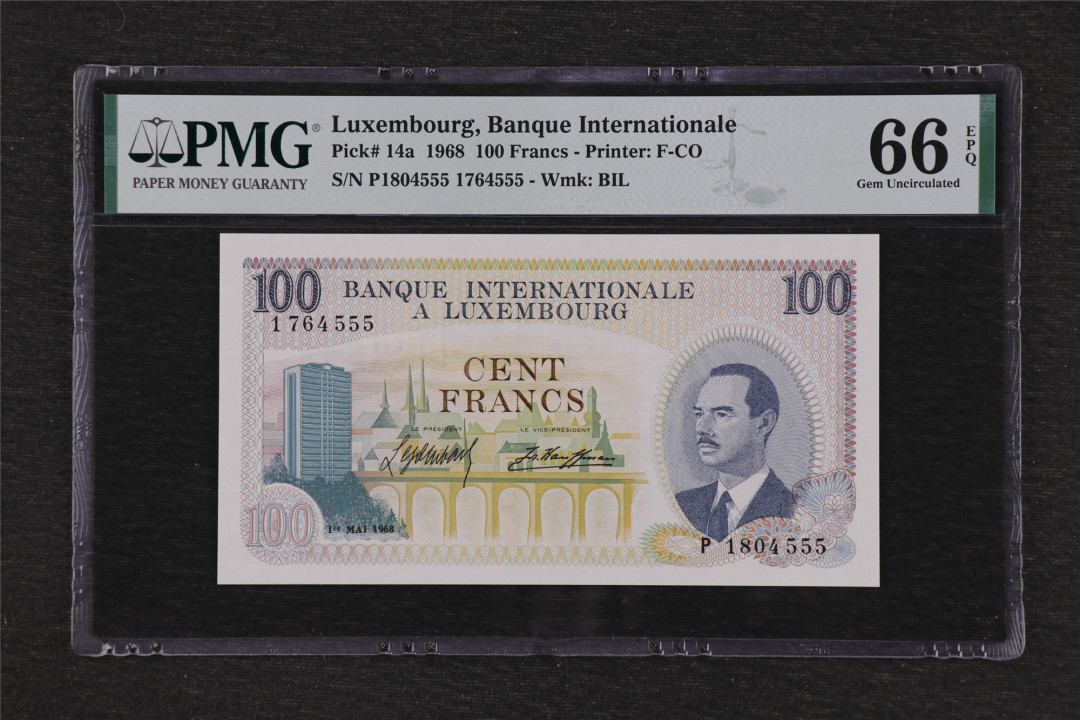 PMG®
PAPER MONEY GUARANTY
Luxembourg, Banque Internationale
Pick# 14a 1968 100 Francs - Printer: F-CO
S/N P1804555 1764555 - Wmk: BIL
66
EPQ
Gem Uncirculated
100
BANQUE INTERNATIONALE
A LUXEMBOURG
100
1764555
CENT
FRANCS
LE PRÉSIDENT
LE VICE-PRÉSIDENT
100
1ER MAI 1968
P 1804555